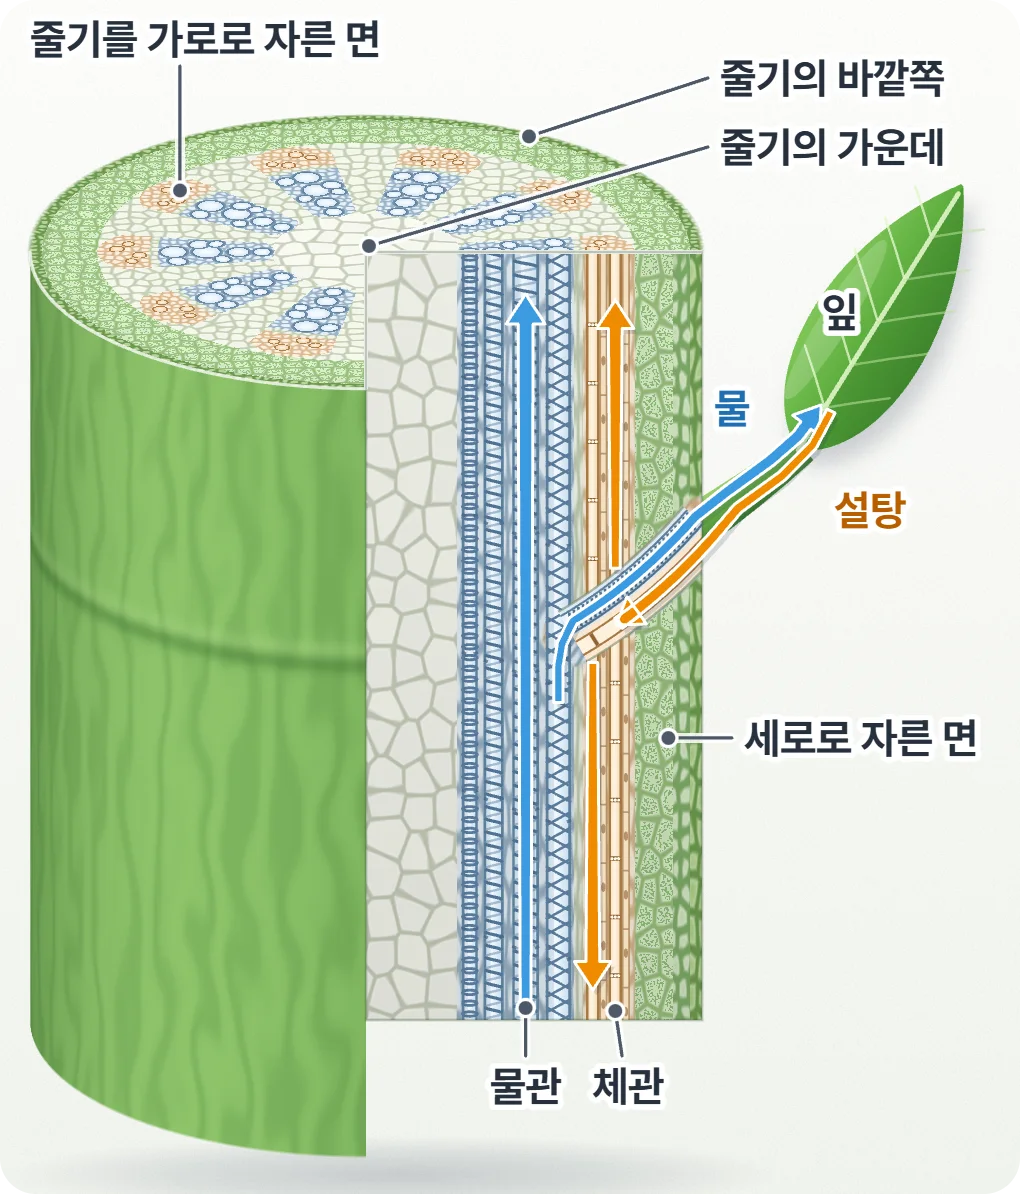 줄기를 가로로 자른 면
줄기의 바깥쪽
줄기의 가운데
잎
물
설탕
세로로 자른 면
물관
체관